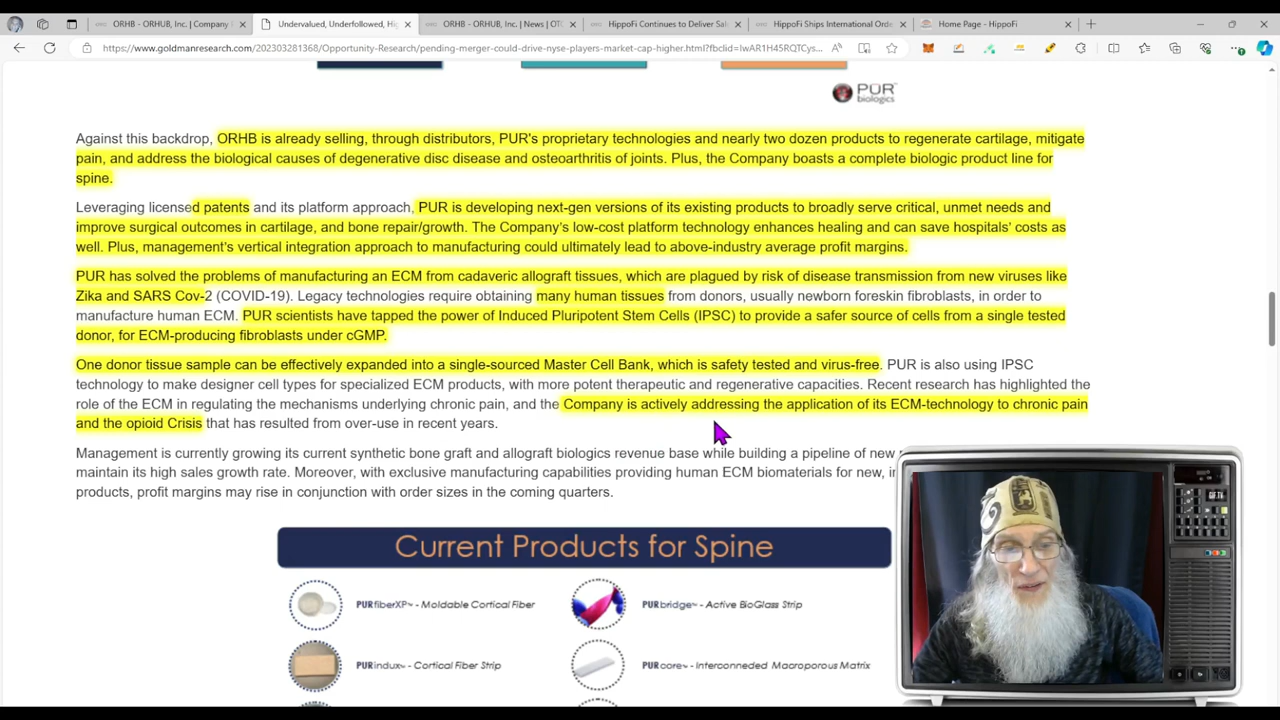 ORHB - ORHUB, Inc. | Company
Undervalued, Underfollowed, Hi
ORHB - ORHUB, Inc. | News | OTC
HippoFi Continues to Deliver Sal
HippoFi Ships International Orde
Home Page - HippoFi
https://www.goldmanresearch.com/202303281368/Opportunity-Research/pending-merger-could-drive-nyse-players-market-cap-higher.html?fbclid=IwAR1H45RQTCys...
PUR
biologics
Against this backdrop, ORHB is already selling, through distributors, PUR's proprietary technologies and nearly two dozen products to regenerate cartilage, mitigate
pain, and address the biological causes of degenerative disc disease and osteoarthritis of joints. Plus, the Company boasts a complete biologic product line for
spine.
Leveraging licensed patents and its platform approach, PUR is developing next-gen versions of its existing products to broadly serve critical, unmet needs and
improve surgical outcomes in cartilage, and bone repair/growth. The Company's low-cost platform technology enhances healing and can save hospitals' costs as
well. Plus, management's vertical integration approach to manufacturing could ultimately lead to above-industry average profit margins.
PUR has solved the problems of manufacturing an ECM from cadaveric allograft tissues, which are plagued by risk of disease transmission from new viruses like
Zika and SARS Cov-2 (COVID-19). Legacy technologies require obtaining many human tissues from donors, usually newborn foreskin fibroblasts, in order to
manufacture human ECM. PUR scientists have tapped the power of Induced Pluripotent Stem Cells (IPSC) to provide a safer source of cells from a single tested
donor, for ECM-producing fibroblasts under cGMP.
One donor tissue sample can be effectively expanded into a single-sourced Master Cell Bank, which is safety tested and virus-free. PUR is also using IPSC
technology to make designer cell types for specialized ECM products, with more potent therapeutic and regenerative capacities. Recent research has highlighted the
role of the ECM in regulating the mechanisms underlying chronic pain, and the Company is actively addressing the application of its ECM-technology to chronic pain
and the opioid Crisis that has resulted from over-use in recent years.
Management is currently growing its current synthetic bone graft and allograft biologics revenue base while building a pipeline of new
maintain its high sales growth rate. Moreover, with exclusive manufacturing capabilities providing human ECM biomaterials for new,
products, profit margins may rise in conjunction with order sizes in the coming quarters.
GIF.TV
Current Products for Spine
PURfiberXP™ - Moldable Cortical Fiber
PURbridge™ - Active BioGlass Strip
PURindux™ - Cortical Fiber Strip
PURcore™ - Interconneded Macroporous Matrix